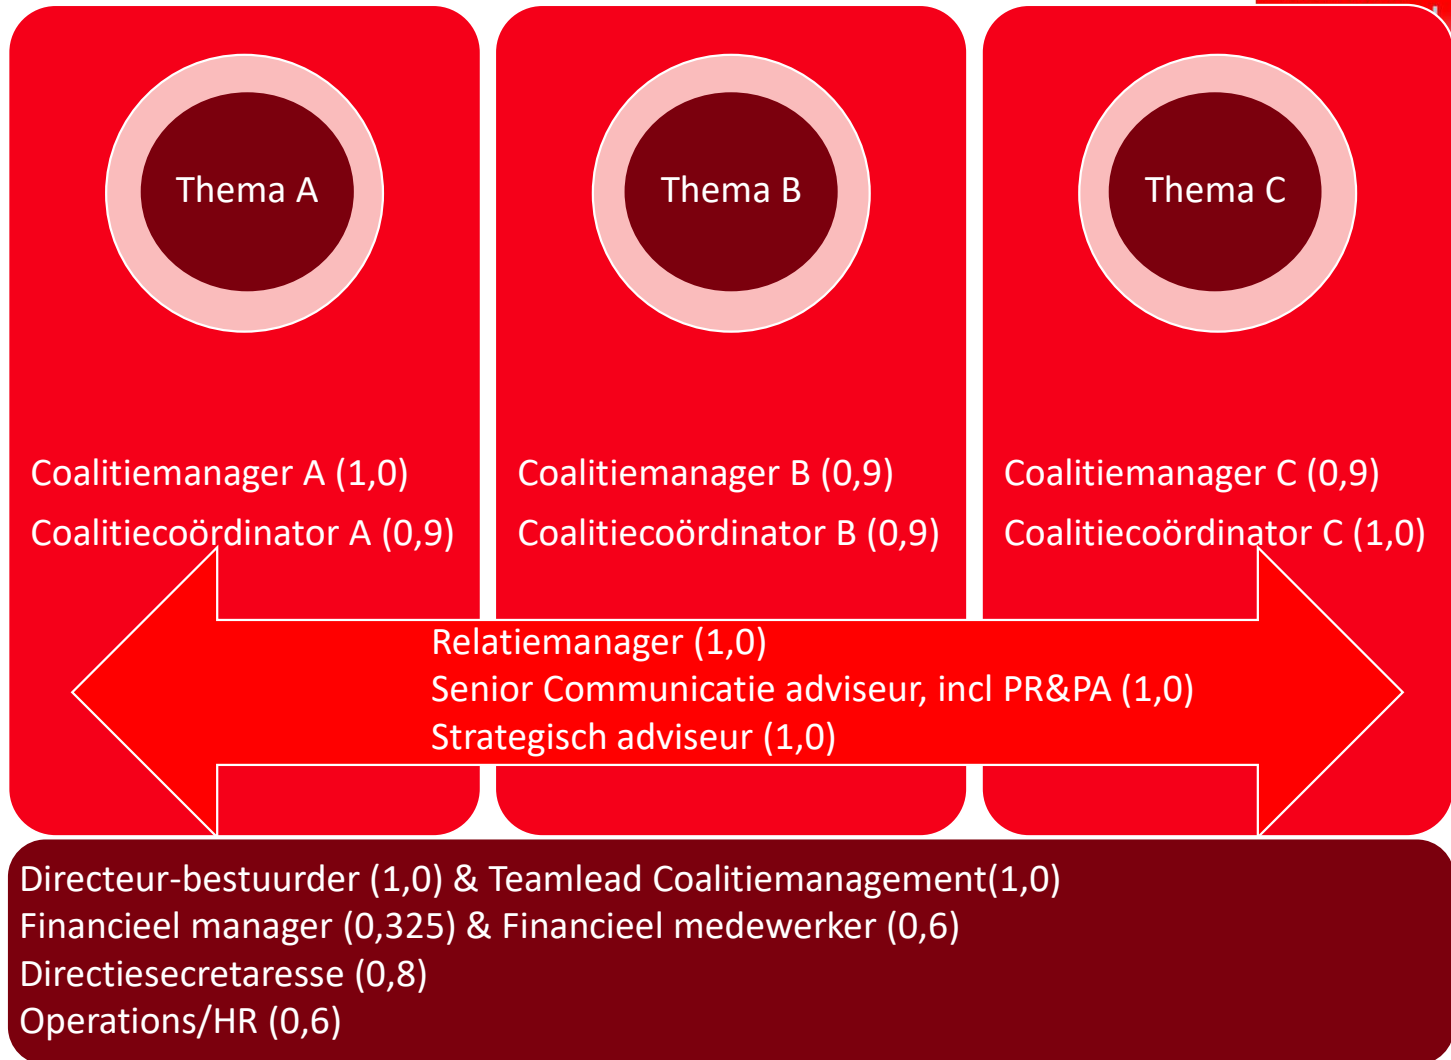 Thema A
Thema B
Thema C
Coalitiemanager A (1,0)
Coalitiecoördinator A (0,9)
Coalitiemanager B (0,9)
Coalitiecoördinator B (0,9)
Coalitiemanager C (0,9)
Coalitiecoördinator C (1,0)
Relatiemanager (1,0)
Senior Communicatie adviseur, incl PR&PA (1,0)
Strategisch adviseur (1,0)
Directeur-bestuurder (1,0) & Teamlead Coalitiemanagement(1,0)
Financieel manager (0,325) & Financieel medewerker (0,6)
Directiesecretaresse (0,8)
Operations/HR (0,6)